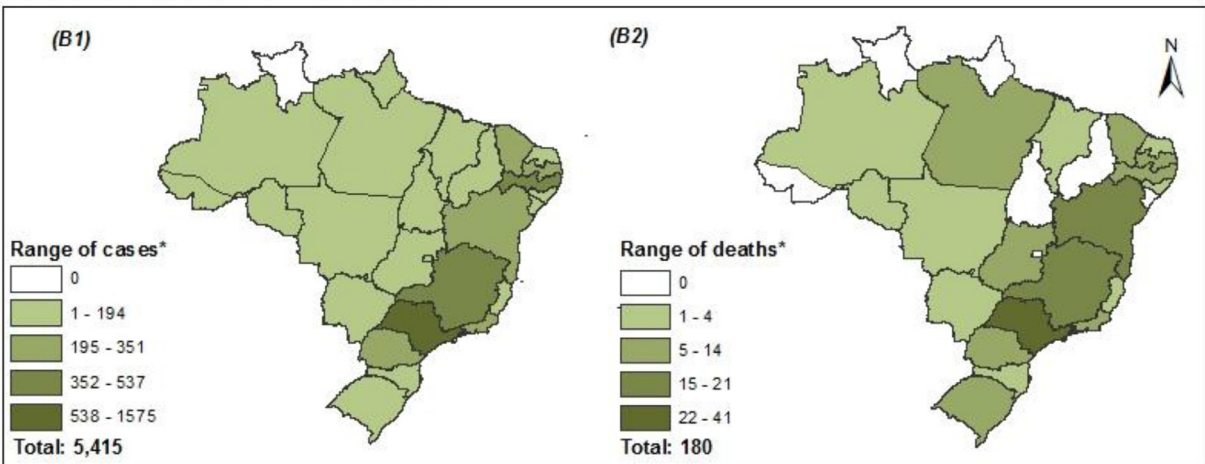 (B1)
Range of cases*
0
1 - 194
195 - 351
352 - 537
538 - 1575
Total: 5,415
(B2)
N
Range of deaths*
0
1 - 4
5 - 14
15 - 21
22 - 41
Total: 180